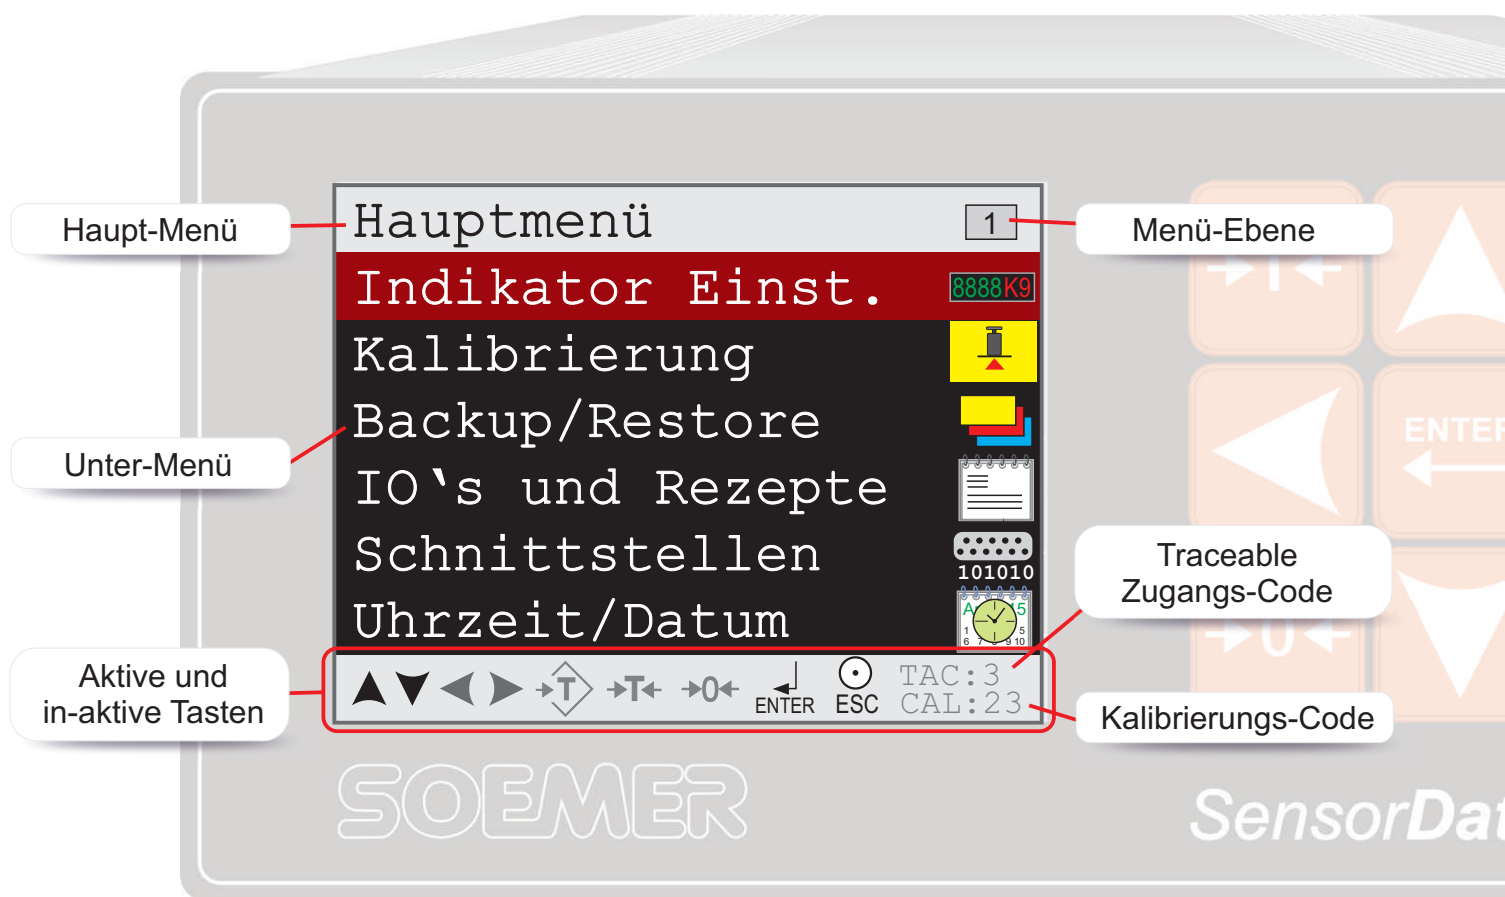 Haupt-Menü
Hauptmenü
1
Menü-Ebene
Indikator Einst.
8888K9
Kalibrierung
Backup/Restore
Unter-Menü
IO‘s und Rezepte
Schnittstellen
101010
Uhrzeit/Datum
ENTER
Traceable
Zugangs-Code
Aktive und
in-aktive Tasten
T
T
0
ENTER
ESC
TAC:3
CAL:23
Kalibrierungs-Code
T
0
SOEMER
SensorDat